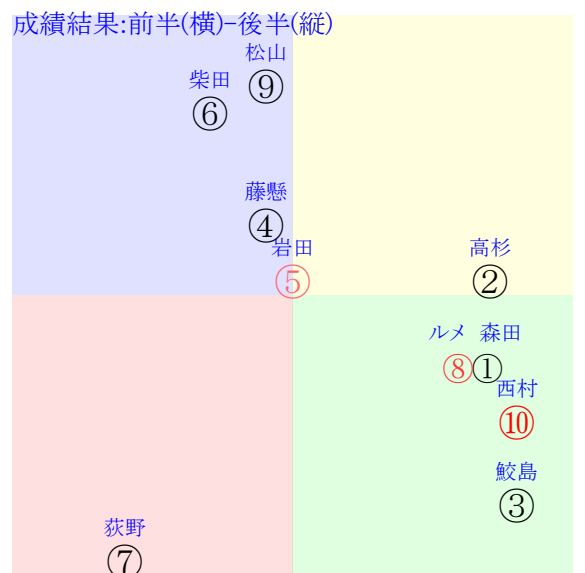 成績結果:前半(横)-後半(縦)
松山
⑨
柴田
⑥
藤懸
④
岩田
⑤
高杉
②
ルメ 森田
⑧①
西村
⑩
鮫島
③
荻野
⑦